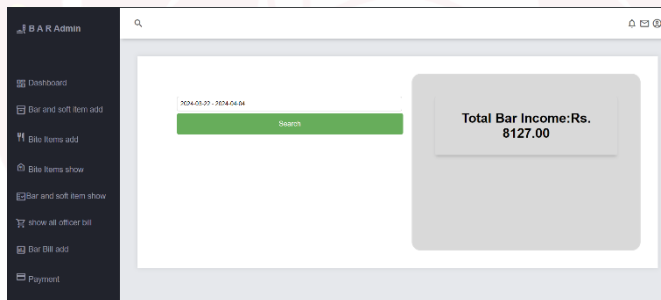 B A R Admin
Dashboard
Bar and soft item add
Bite Items add
Bite Items show
Bar and soft item show
show all officer bill
Bar Bill add
Payment
2024-03-22 - 2024-04-04
Search
Total Bar Income:Rs.
8127.00